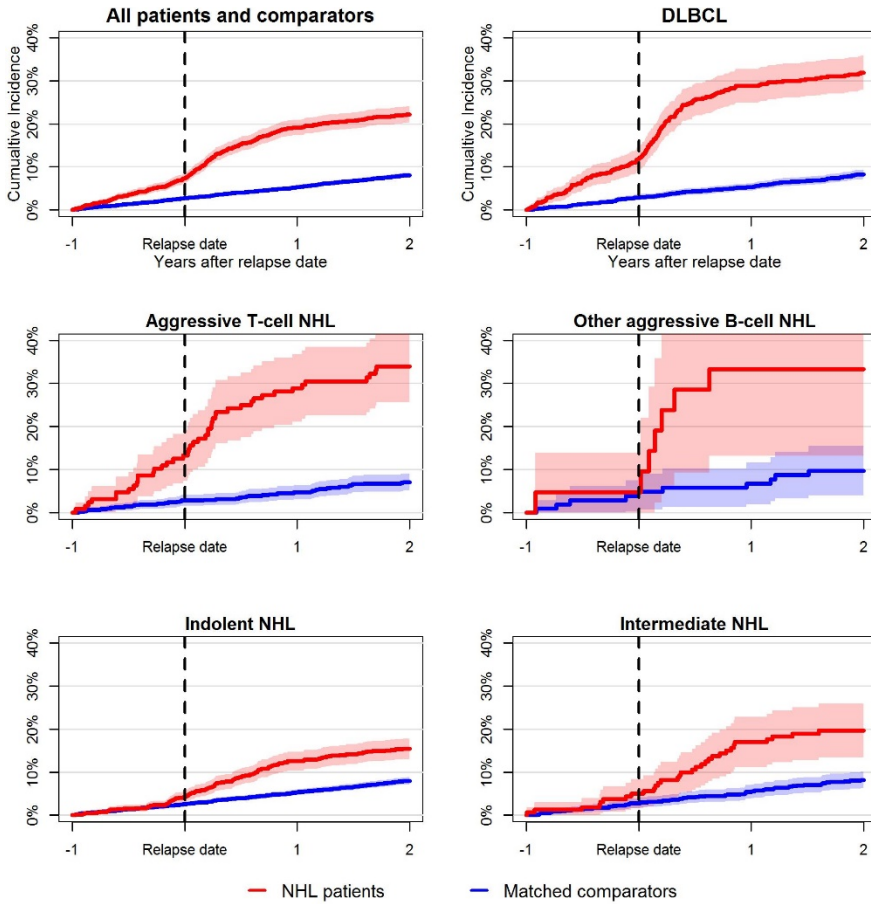 All patients and comparators
Cumualtive Incidence
40%
30%
20%
10%
0%
-1 Relapse date 1 2
Years after relapse date
DLBCL
Cumualtive Incidence
40%
30%
20%
10%
0%
-1 Relapse date 1 2
Years after relapse date
Aggressive T-cell NHL
40%
30%
20%
10%
0%
-1 Relapse date 1 2
Other aggressive B-cell NHL
40%
30%
20%
10%
0%
-1 Relapse date 1 2
Indolent NHL
40%
30%
20%
10%
0%
-1 Relapse date 1 2
Intermediate NHL
40%
30%
20%
10%
0%
-1 Relapse date 1 2
NHL patients Matched comparators